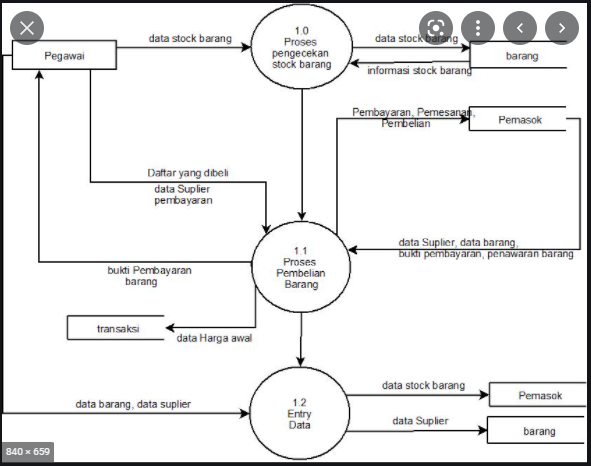 data stock barang
1.0
Proses
pengecekan
stock barang
data stock barang
Pegawai
barang
informasi stock barang
Pembayaran, Pemesanan,
Pembelian
Pemasok
Daftar yang dibeli
data Suplier
pembayaran
data Suplier, data barang,
bukti pembayaran, penawaran barang
1.1
Proses
Pembelian
Barang
bukti Pembayaran
barang
transaksi
data Harga awal
data stock barang
Pemasok
data barang, data suplier
1.2
Entry
Data
data Suplier
barang
840 × 659